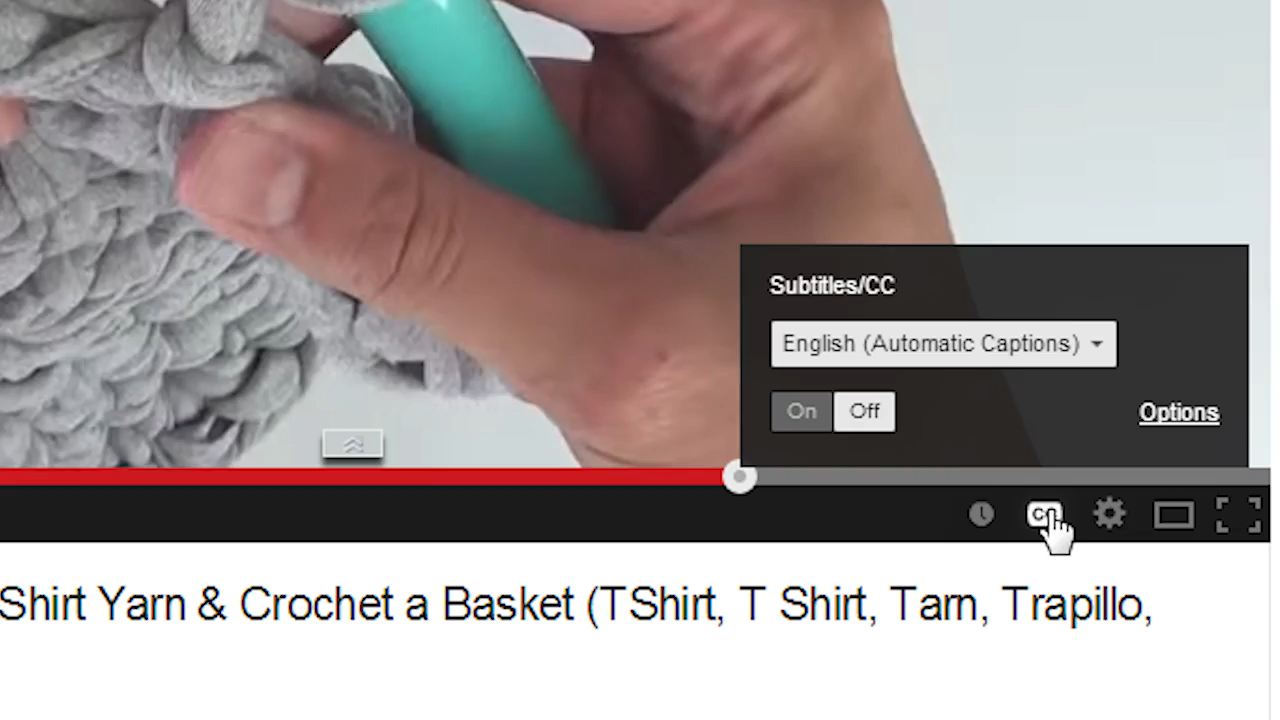 Subtitles/CC
English (Automatic Captions)
On Off Options
Shirt Yarn & Crochet a Basket (TShirt, T Shirt, Tarn, Trapillo,